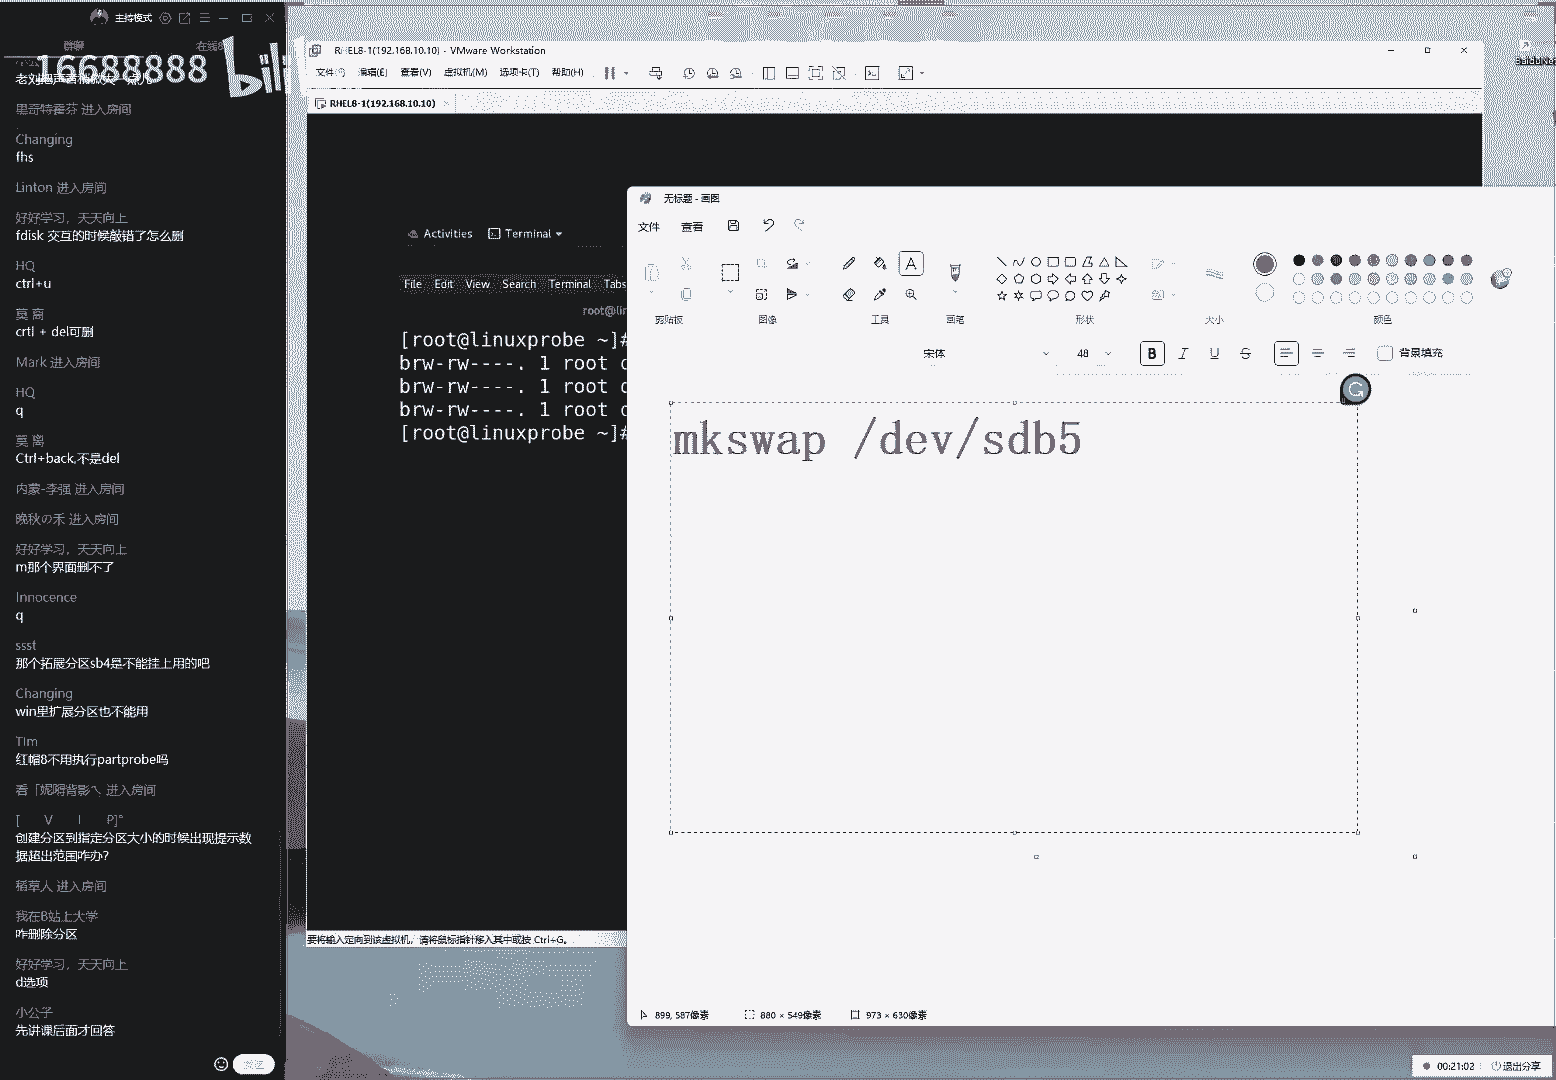 主持模式
群聊
16688888
bili
黑奇特蔓芬 进入房间
Changing
fhs
Linton 进入房间
好好学习，天天向上
fdisk 交互的时候敲错了怎么删
HQ
ctrl+u
莫 离
crtl + del可删
Mark 进入房间
HQ
q
莫 离
Ctrl+back,不是del
内蒙-李强 进入房间
晚秋の禾 进入房间
好好学习，天天向上
m那个界面删不了
Innocence
q
ssst
那个拓展分区sb4是不能挂上用的吧
Changing
win里扩展分区也不能用
Tim
红帽8不用执行partprobe吗
进入房间
[ V I P]°
创建分区到指定分区大小的时候出现提示数
据超出范围咋办?
稻草人 进入房间
我在B站上大学
咋删除分区
好好学习，天天向上
d选项
小公子
先讲课后面才回答
RHEL8-1(192.168.10.10) - VMware Workstation
文件(F) 编辑(E) 查看(V) 虚拟机(M) 选项卡(T) 帮助(H)
RHEL8-1(192.168.10.10)
Activities Terminal
File Edit View Search Terminal Tabs
root@lin
[root@linuxprobe ~]#
brw-rw----. 1 root
brw-rw----. 1 root
brw-rw----. 1 root
[root@linuxprobe ~]#
要将输入定向到该虚拟机，请将鼠标指针移入其中或按 Ctrl+G。
无标题 - 画图
文件 查看
剪贴板 图像 工具 画笔 形状 大小 颜色
宋体 48 B I U S 背景填充
mkswap /dev/sdb5
899, 587像素 880 × 549像素 973 × 630像素
00:21:02 退出分享